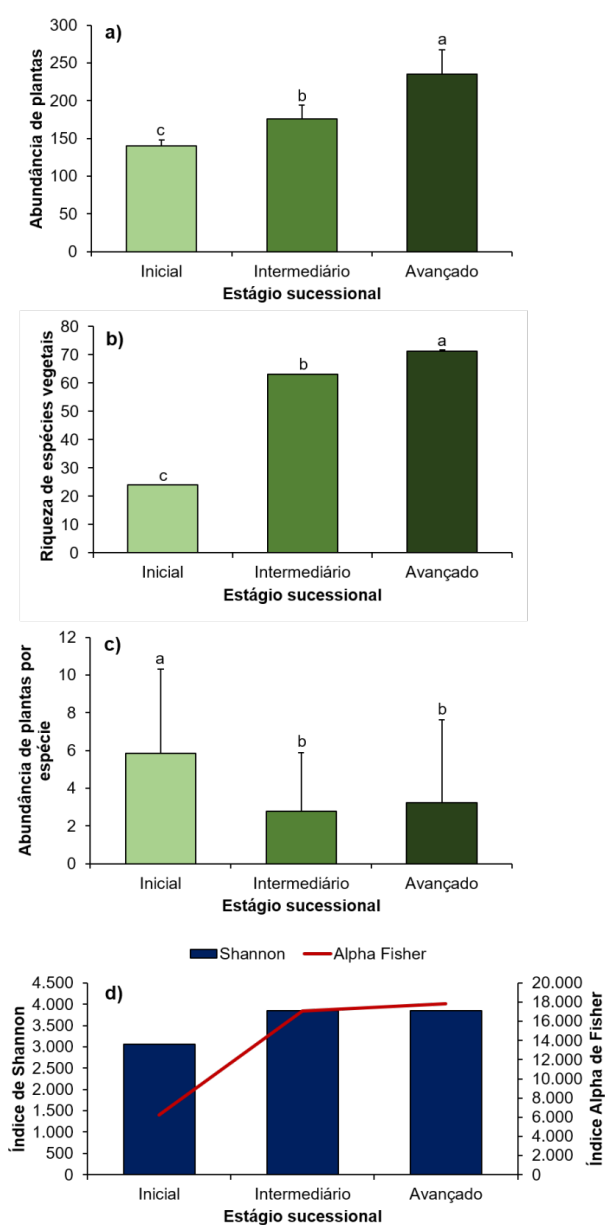 a)
Abundância de plantas
300
250
200
150
100
50
0
c
b
a
Inicial
Intermediário
Avançado
Estágio sucessional
b)
Riqueza de espécies vegetais
80
70
60
50
40
30
20
10
0
c
b
a
Inicial
Intermediário
Avançado
Estágio sucessional
c)
Abundância de plantas por
espécie
12
10
8
6
4
2
0
a
b
b
Inicial
Intermediário
Avançado
Estágio sucessional
Shannon
Alpha Fisher
d)
Índice de Shannon
4.500
4.000
3.500
3.000
2.500
2.000
1.500
1.000
500
0
20.000
18.000
16.000
14.000
12.000
10.000
8.000
6.000
4.000
2.000
0
Índice Alpha de Fisher
Inicial
Intermediário
Avançado
Estágio sucessional